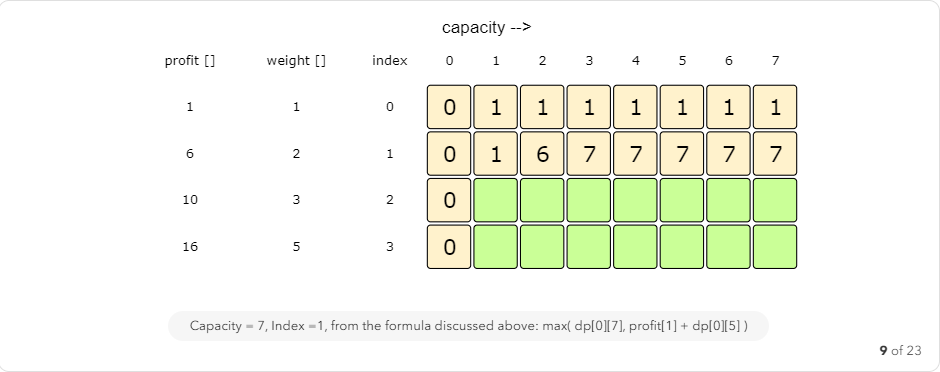 capacity -->
profit [] weight [] index 0 1 2 3 4 5 6 7
1 1 0 0 1 1 1 1 1 1 1
6 2 1 0 1 6 7 7 7 7 7
10 3 2 0
16 5 3 0
Capacity = 7, Index =1, from the formula discussed above: max( dp[0][7], profit[1] + dp[0][5] )
9 of 23